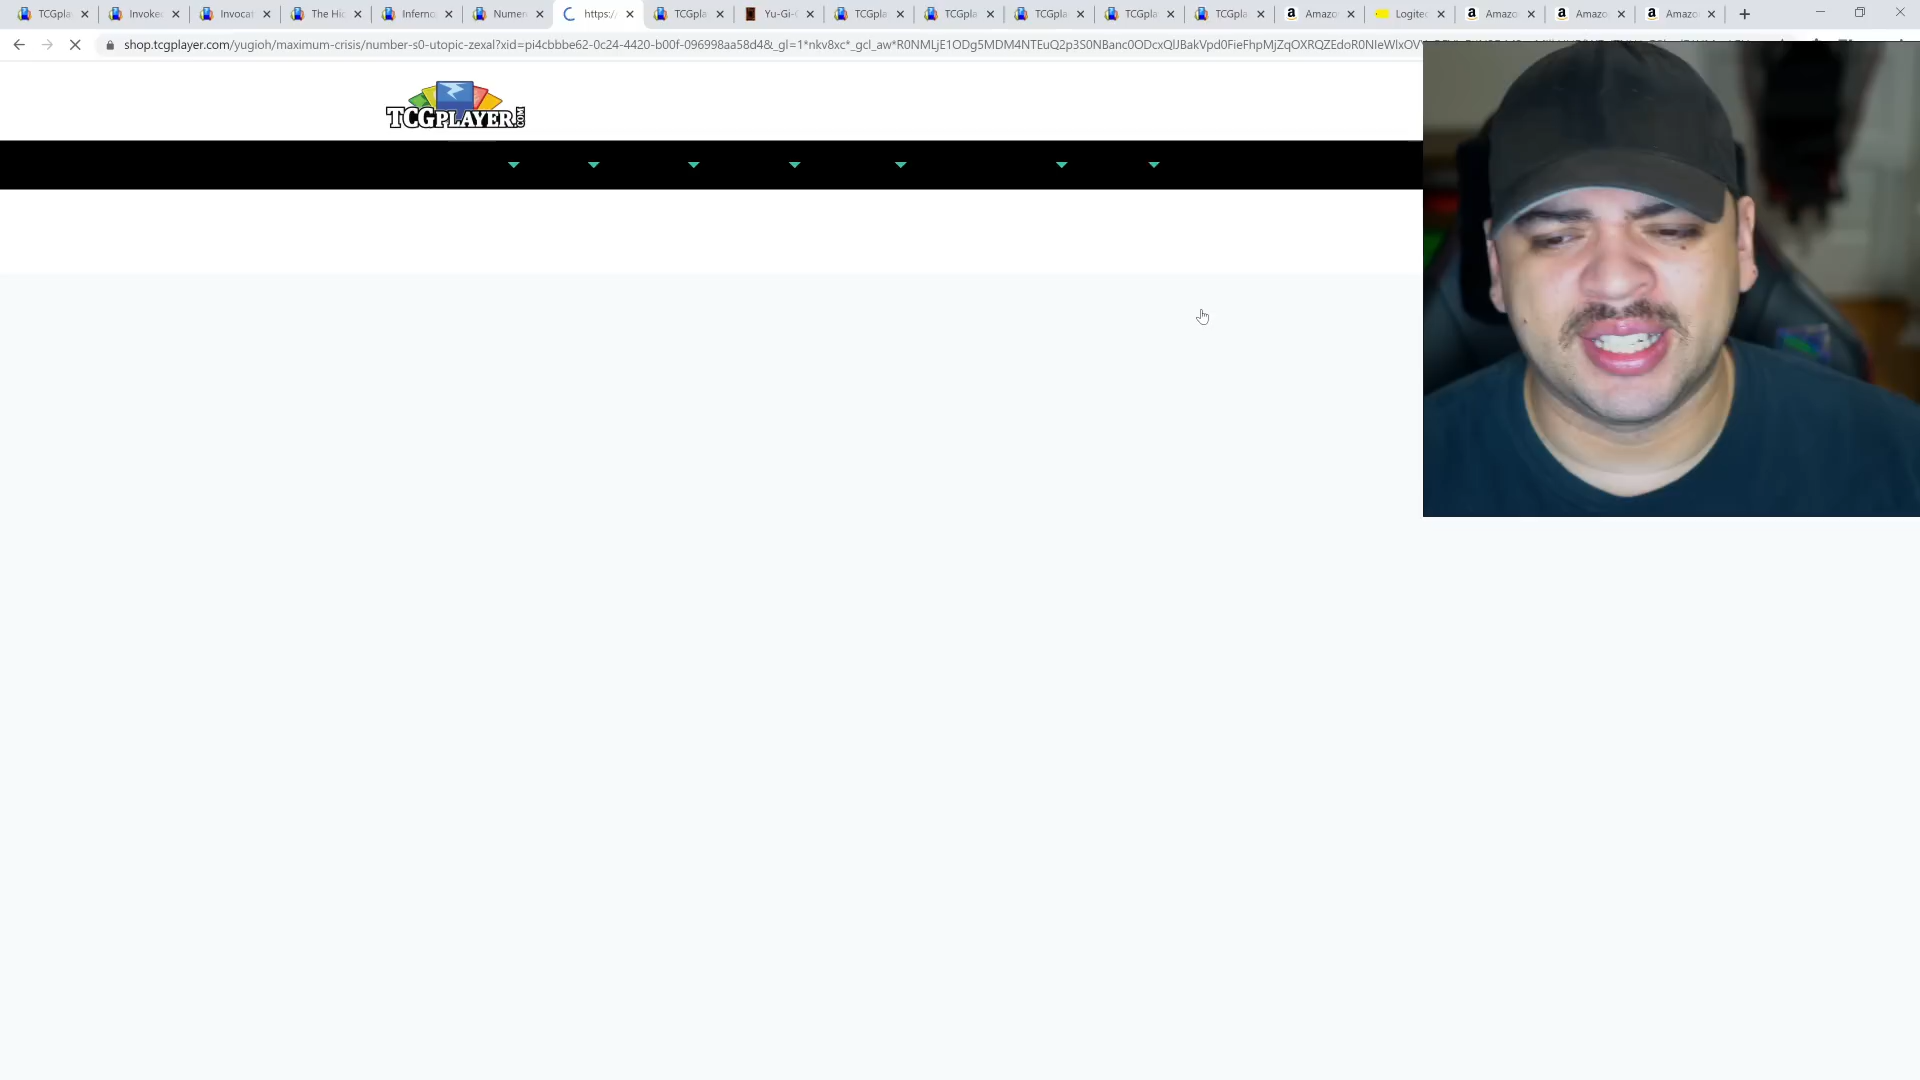 TCGpla Invoke Invocat The Hi Inferno Numer https:/ TCGpla Yu-Gi- TCGpla TCGpla TCGpla TCGpla TCGpla Amazo Logitec Amazo Amazo Amazo
shop.tcgplayer.com/yugioh/maximum-crisis/number-s0-utopic-zexal?xid=pi4cbbbe62-0c24-4420-b00f-096998aa58d4&_gl=1*nkv8xc*_gcl_aw*
TCGPLAYER.COM